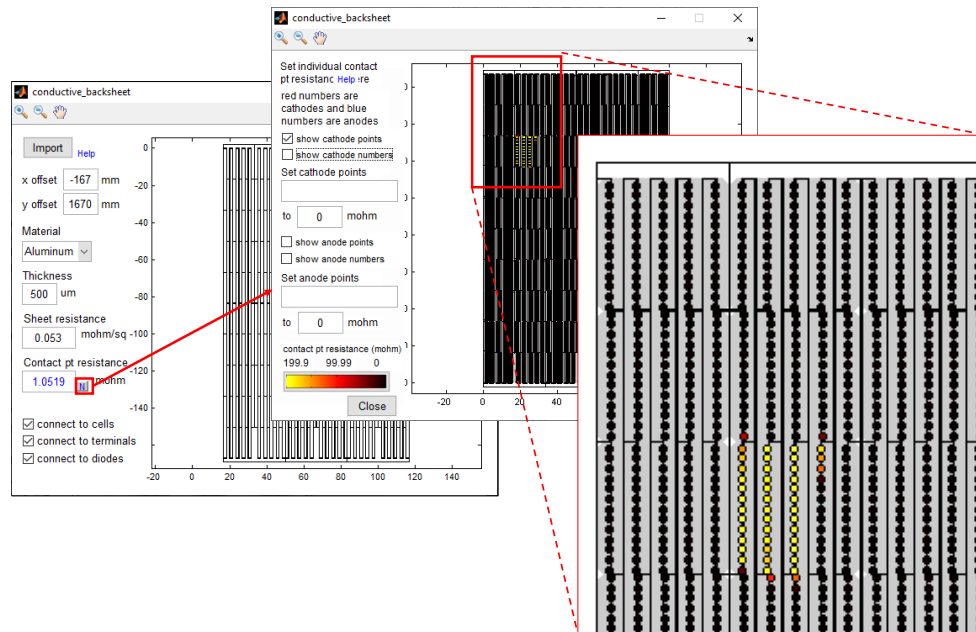 conductive_backsheet
Import
Help
x offset -167 mm
y offset 1670 mm
Material
Aluminum
Thickness
500 um
Sheet resistance
0.053 mohm/sq
Contact pt resistance
1.0519 N mohm
connect to cells
connect to terminals
connect to diodes
0
-20
-40
-60
-80
-100
-120
-140
-20 0 20 40 60 80 100 120 140
conductive_backsheet
Set individual contact
pt resistanc Help re
red numbers are
cathodes and blue
numbers are anodes
show cathode points
show cathode numbers
Set cathode points
to 0 mohm
show anode points
show anode numbers
Set anode points
to 0 mohm
contact pt resistance (mohm)
199.9 99.99 0
Close
-20 0 20 40